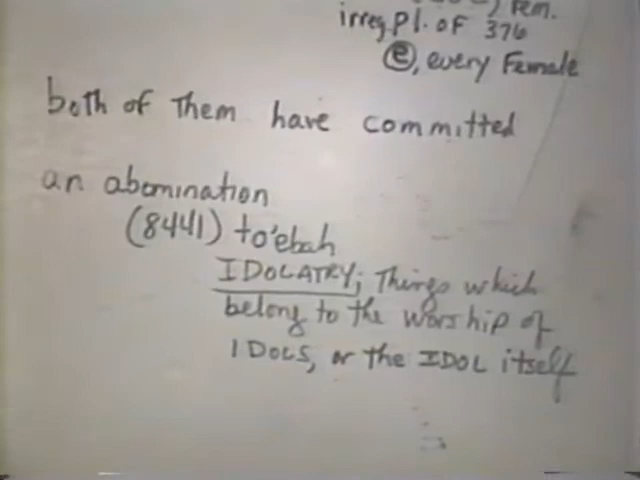 ) Fem.
irreg pl. of 376
ⓔ, every Female
both of Them have committed
an abomination
(8441) to'ebah
IDOLATRY; Things which
belong to the worship of
IDOLS, or the IDOL itself